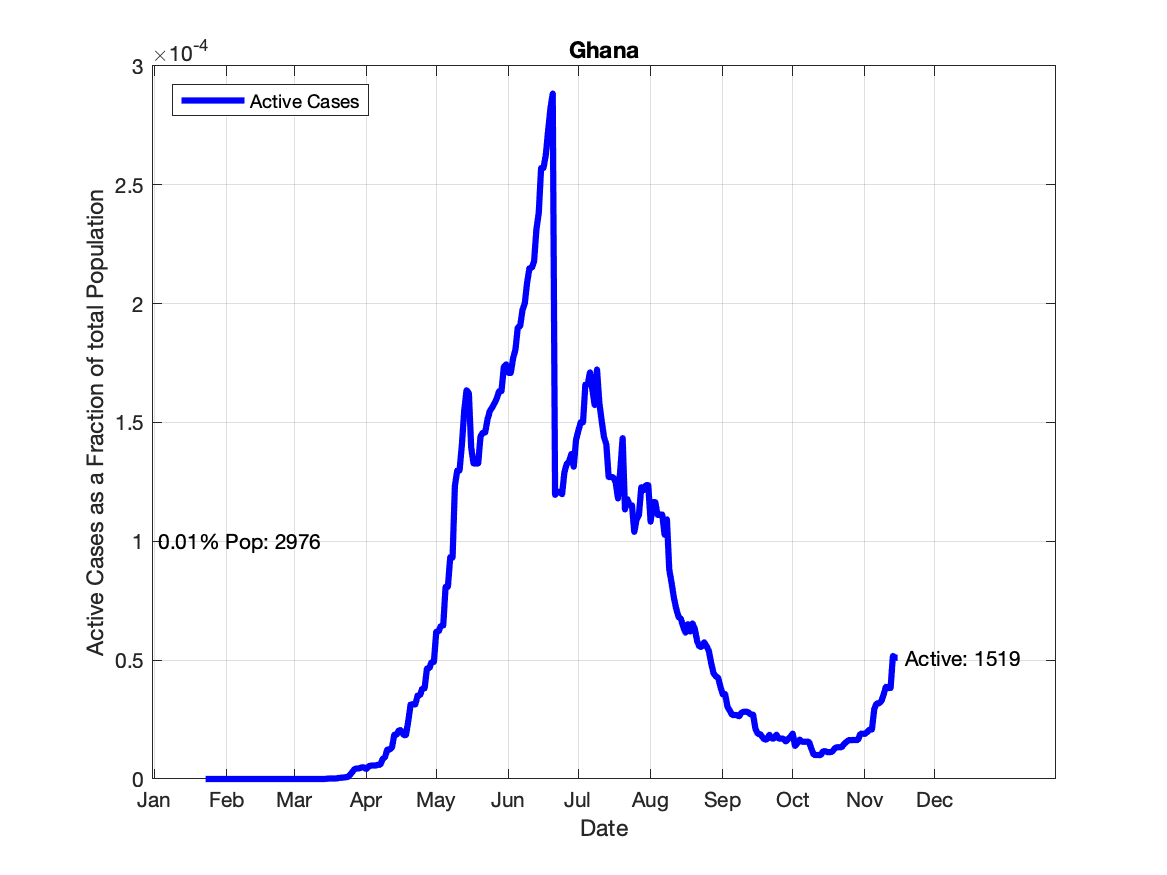 Ghana
×10-4
3
2.5
2
1.5
1
0.5
0
Active Cases as a Fraction of total Population
Active Cases
0.01% Pop: 2976
Active: 1519
Jan Feb Mar Apr May Jun Jul Aug Sep Oct Nov Dec
Date